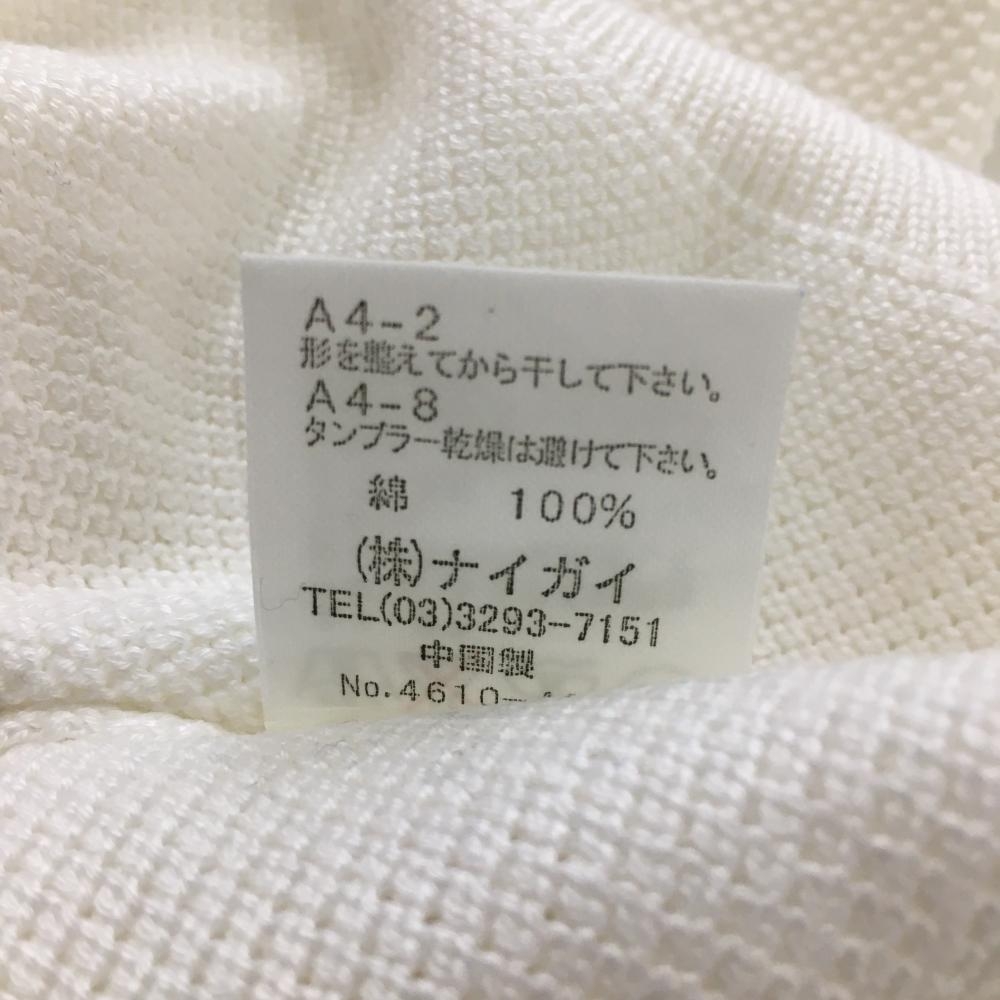 A4-2
形を整えてから干して下さい。
A4-8
タンブラー乾燥は避けて下さい。
綿 100%
(株)ナイガイ
TEL(03)3293-7151
中国製
No.4610-